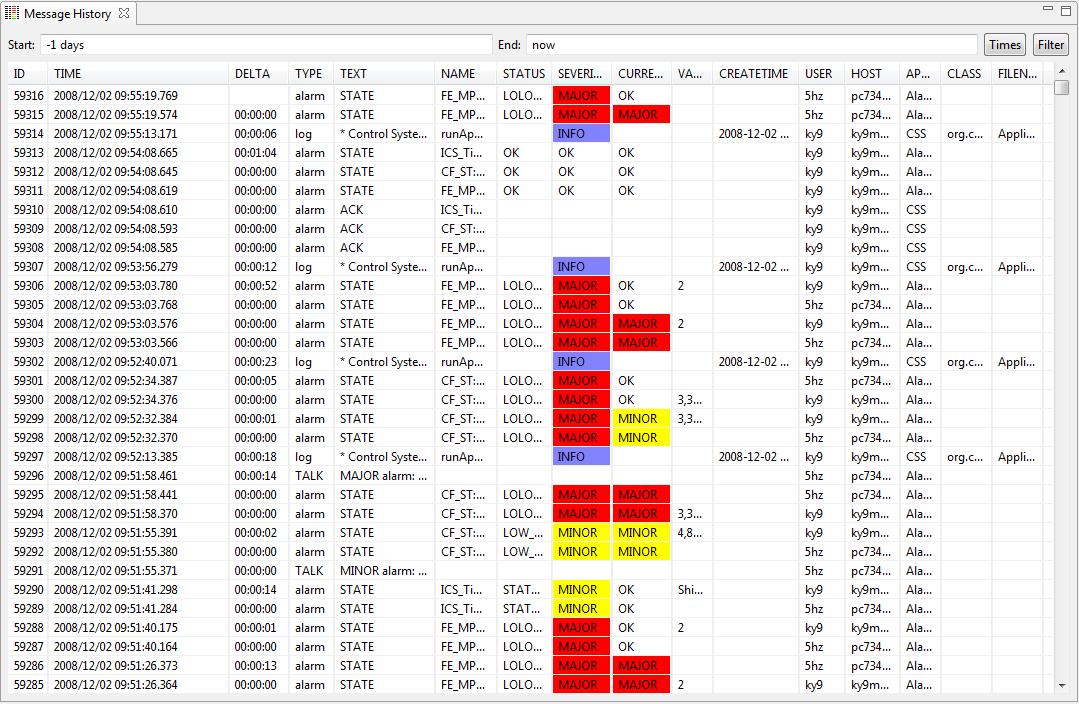 Message History
Start: -1 days End: now Times Filter
ID TIME DELTA TYPE TEXT NAME STATUS SEVERI... CURRE... VA... CREATETIME USER HOST AP... CLASS FILEN...
59316 2008/12/02 09:55:19.769 alarm STATE FE_MP... LOLO... MAJOR OK 5hz pc734... Ala...
59315 2008/12/02 09:55:19.574 00:00:00 alarm STATE FE_MP... LOLO... MAJOR MAJOR 5hz pc734... Ala...
59314 2008/12/02 09:55:13.171 00:00:06 log * Control Syste... runAp... INFO 2008-12-02 ... ky9 ky9m... CSS org.c... Appli...
59313 2008/12/02 09:54:08.665 00:01:04 alarm STATE ICS_Ti... OK OK OK ky9 ky9m... Ala...
59312 2008/12/02 09:54:08.645 00:00:00 alarm STATE CF_ST:... OK OK OK ky9 ky9m... Ala...
59311 2008/12/02 09:54:08.619 00:00:00 alarm STATE FE_MP... OK OK OK ky9 ky9m... Ala...
59310 2008/12/02 09:54:08.610 00:00:00 alarm ACK ICS_Ti... ky9 ky9m... CSS
59309 2008/12/02 09:54:08.593 00:00:00 alarm ACK CF_ST:... ky9 ky9m... CSS
59308 2008/12/02 09:54:08.585 00:00:00 alarm ACK FE_MP... ky9 ky9m... CSS
59307 2008/12/02 09:53:56.279 00:00:12 log * Control Syste... runAp... INFO 2008-12-02 ... ky9 ky9m... CSS org.c... Appli...
59306 2008/12/02 09:53:03.780 00:00:52 alarm STATE FE_MP... LOLO... MAJOR OK 2 ky9 ky9m... Ala...
59305 2008/12/02 09:53:03.768 00:00:00 alarm STATE FE_MP... LOLO... MAJOR OK 5hz pc734... Ala...
59304 2008/12/02 09:53:03.576 00:00:00 alarm STATE FE_MP... LOLO... MAJOR MAJOR 2 ky9 ky9m... Ala...
59303 2008/12/02 09:53:03.566 00:00:00 alarm STATE FE_MP... LOLO... MAJOR MAJOR 5hz pc734... Ala...
59302 2008/12/02 09:52:40.071 00:00:23 log * Control Syste... runAp... INFO 2008-12-02 ... ky9 ky9m... CSS org.c... Appli...
59301 2008/12/02 09:52:34.387 00:00:05 alarm STATE CF_ST:... LOLO... MAJOR OK 5hz pc734... Ala...
59300 2008/12/02 09:52:34.376 00:00:00 alarm STATE CF_ST:... LOLO... MAJOR OK 3,3... ky9 ky9m... Ala...
59299 2008/12/02 09:52:32.384 00:00:01 alarm STATE CF_ST:... LOLO... MAJOR MINOR 3,3... ky9 ky9m... Ala...
59298 2008/12/02 09:52:32.370 00:00:00 alarm STATE CF_ST:... LOLO... MAJOR MINOR 5hz pc734... Ala...
59297 2008/12/02 09:52:13.385 00:00:18 log * Control Syste... runAp... INFO 2008-12-02 ... ky9 ky9m... CSS org.c... Appli...
59296 2008/12/02 09:51:58.461 00:00:14 TALK MAJOR alarm: ... 5hz pc734... Ala...
59295 2008/12/02 09:51:58.441 00:00:00 alarm STATE CF_ST:... LOLO... MAJOR MAJOR 5hz pc734... Ala...
59294 2008/12/02 09:51:58.370 00:00:00 alarm STATE CF_ST:... LOLO... MAJOR MAJOR 3,3... ky9 ky9m... Ala...
59293 2008/12/02 09:51:55.391 00:00:02 alarm STATE CF_ST:... LOW_... MINOR MINOR 4,8... ky9 ky9m... Ala...
59292 2008/12/02 09:51:55.380 00:00:00 alarm STATE CF_ST:... LOW_... MINOR MINOR 5hz pc734... Ala...
59291 2008/12/02 09:51:55.371 00:00:00 TALK MINOR alarm: ... 5hz pc734... Ala...
59290 2008/12/02 09:51:41.298 00:00:14 alarm STATE ICS_Ti... STAT... MINOR OK Shi... ky9 ky9m... Ala...
59289 2008/12/02 09:51:41.284 00:00:00 alarm STATE ICS_Ti... STAT... MINOR OK 5hz pc734... Ala...
59288 2008/12/02 09:51:40.175 00:00:01 alarm STATE FE_MP... LOLO... MAJOR OK 2 ky9 ky9m... Ala...
59287 2008/12/02 09:51:40.164 00:00:00 alarm STATE FE_MP... LOLO... MAJOR OK 5hz pc734... Ala...
59286 2008/12/02 09:51:26.373 00:00:13 alarm STATE FE_MP... LOLO... MAJOR MAJOR 5hz pc734... Ala...
59285 2008/12/02 09:51:26.364 00:00:00 alarm STATE FE_MP... LOLO... MAJOR MAJOR 2 ky9 ky9m... Ala...